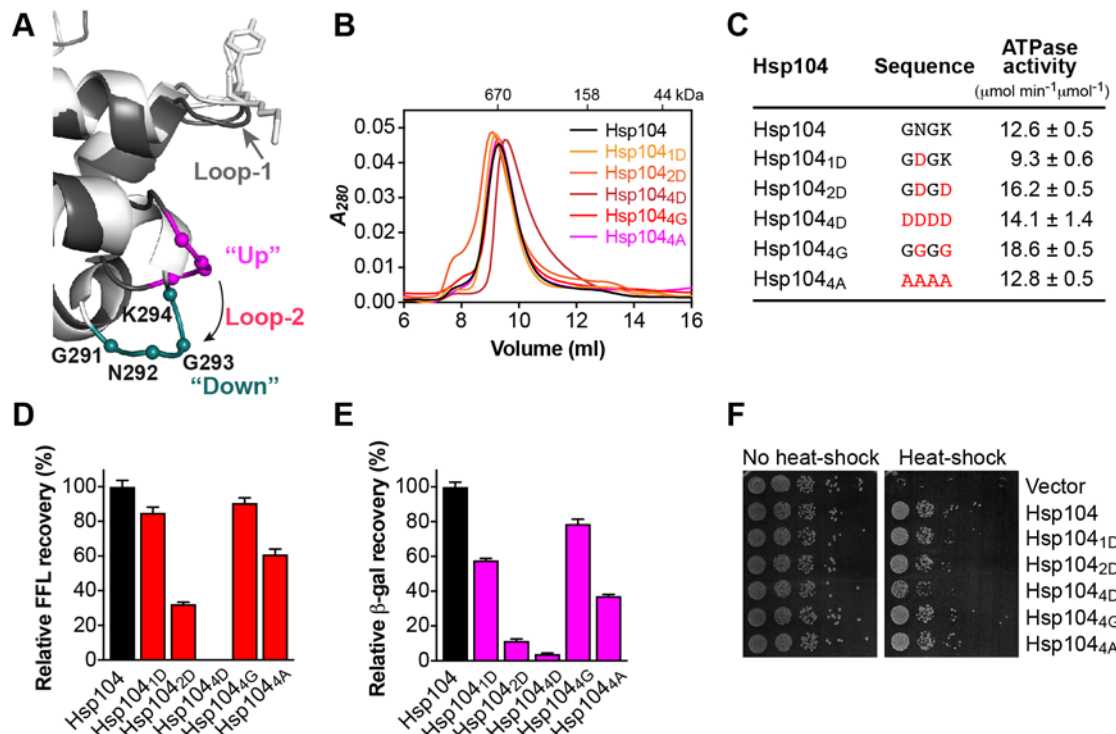 A
Loop-1
"Up"
K294
Loop-2
G291
G293
N292
"Down"
B
670 158 44 kDa
0.05
0.04
0.03
0.02
0.01
0.00
A280
6 8 10 12 14 16
Volume (ml)
Hsp104
Hsp1041D
Hsp1042D
Hsp1044D
Hsp1044G
Hsp1044A
C
Hsp104 Sequence ATPase activity
(μmol min-1μmol-1)
Hsp104 GNGK 12.6 ± 0.5
Hsp1041D GDGK 9.3 ± 0.6
Hsp1042D GDGD 16.2 ± 0.5
Hsp1044D DDDD 14.1 ± 1.4
Hsp1044G GGGG 18.6 ± 0.5
Hsp1044A AAAA 12.8 ± 0.5
D
Relative FFL recovery (%)
100
80
60
40
20
0
Hsp104
Hsp1041D
Hsp1042D
Hsp1044D
Hsp1044G
Hsp1044A
E
Relative β-gal recovery (%)
100
80
60
40
20
0
Hsp104
Hsp1041D
Hsp1042D
Hsp1044D
Hsp1044G
Hsp1044A
F
No heat-shock Heat-shock
Vector
Hsp104
Hsp1041D
Hsp1042D
Hsp1044D
Hsp1044G
Hsp1044A